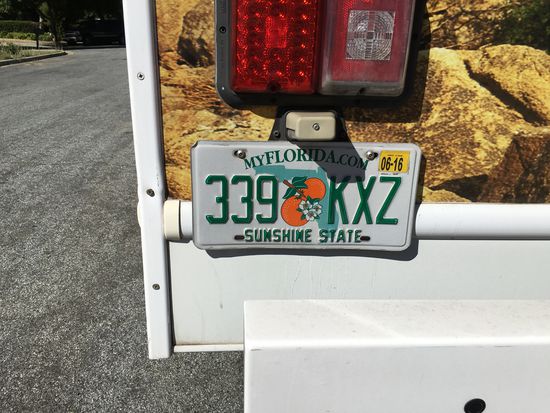 MYFLORIDA.COM
06-16
339 KXZ
SUNSHINE STATE